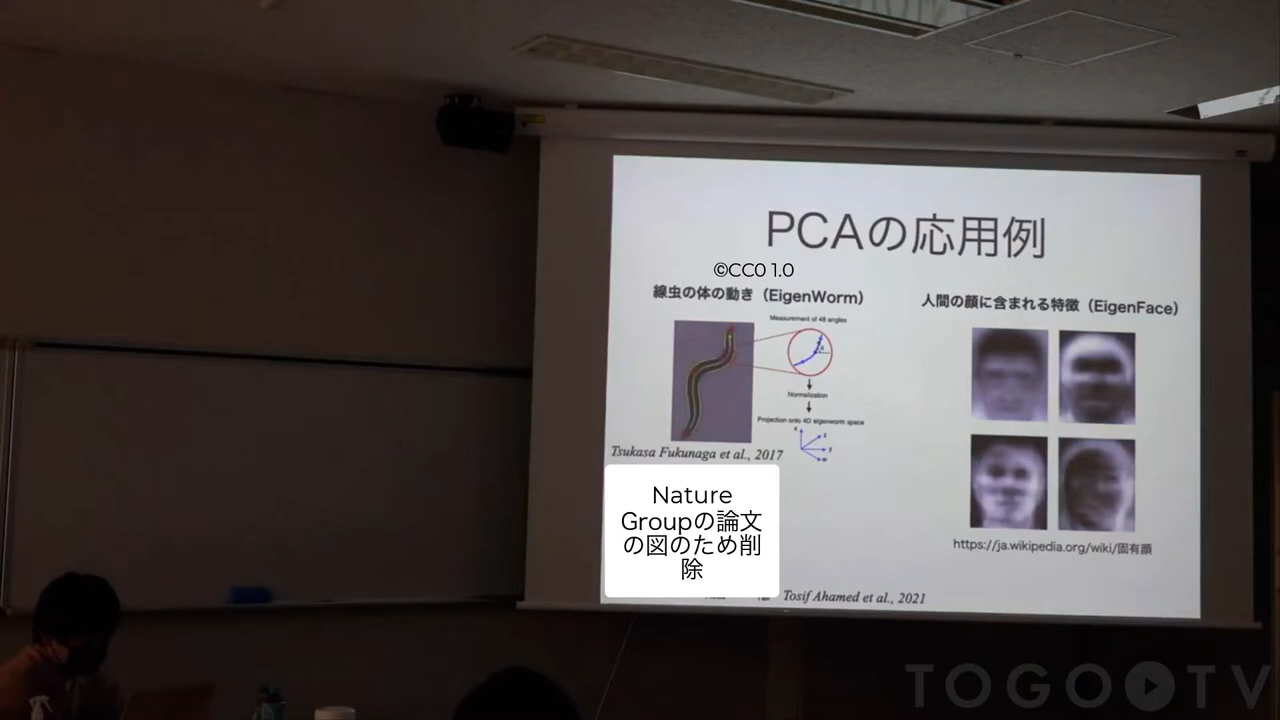 PCAの応用例
©CC0 1.0
線虫の体の動き（EigenWorm）
Measurement of 48 angles
Normalization
Projection onto 4D eigenworm space
x
z
y
w
Tsukasa Fukunaga et al., 2017
Nature
Groupの論文
の図のため削
除
Tosif Ahamed et al., 2021
人間の顔に含まれる特徴（EigenFace）
https://ja.wikipedia.org/wiki/固有顔
TOGO TV